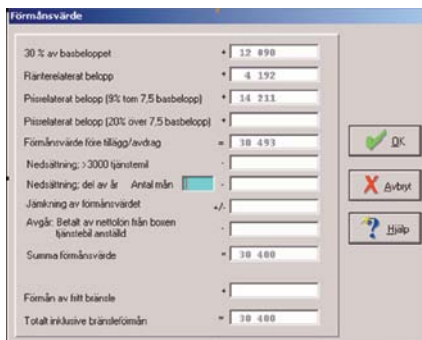 Förmånsvärde
30 % av basbeloppet + 12 090
Ränterelaterat belopp + 4 192
Prisrelaterat belopp (9% tom 7,5 basbelopp) + 14 211
Prisrelaterat belopp (20% över 7,5 basbelopp) +
Förmånsvärde före tillägg/avdrag = 30 493
Nedsättning; >3000 tjänstemil -
Nedsättning; del av år Antal mån -
Jämkning av förmånsvärdet +/-
Avgår: Betalt av nettolön från boxen -
tjänstebil anställd
Summa förmånsvärde = 30 400
Förmån av fritt bränsle +
Totalt inklusive bränsleförmån = 30 400
OK
Avbryt
Hjälp